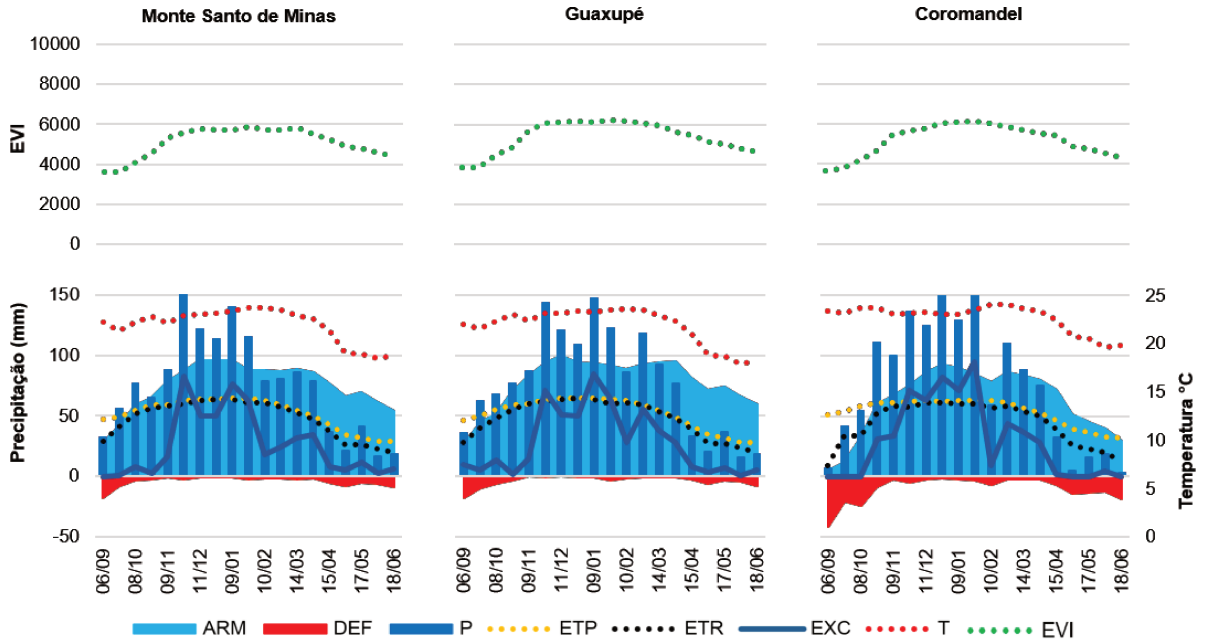 Monte Santo de Minas
Guaxupé
Coromandel
EVI
10000
8000
6000
4000
2000
0
Precipitação (mm)
150
100
50
0
-50
25
20
15
10
5
0
Temperatura °C
06/09 08/10 09/11 11/12 09/01 10/02 14/03 15/04 17/05 18/06
06/09 08/10 09/11 11/12 09/01 10/02 14/03 15/04 17/05 18/06
06/09 08/10 09/11 11/12 09/01 10/02 14/03 15/04 17/05 18/06
ARM DEF P ETP ETR EXC T EVI